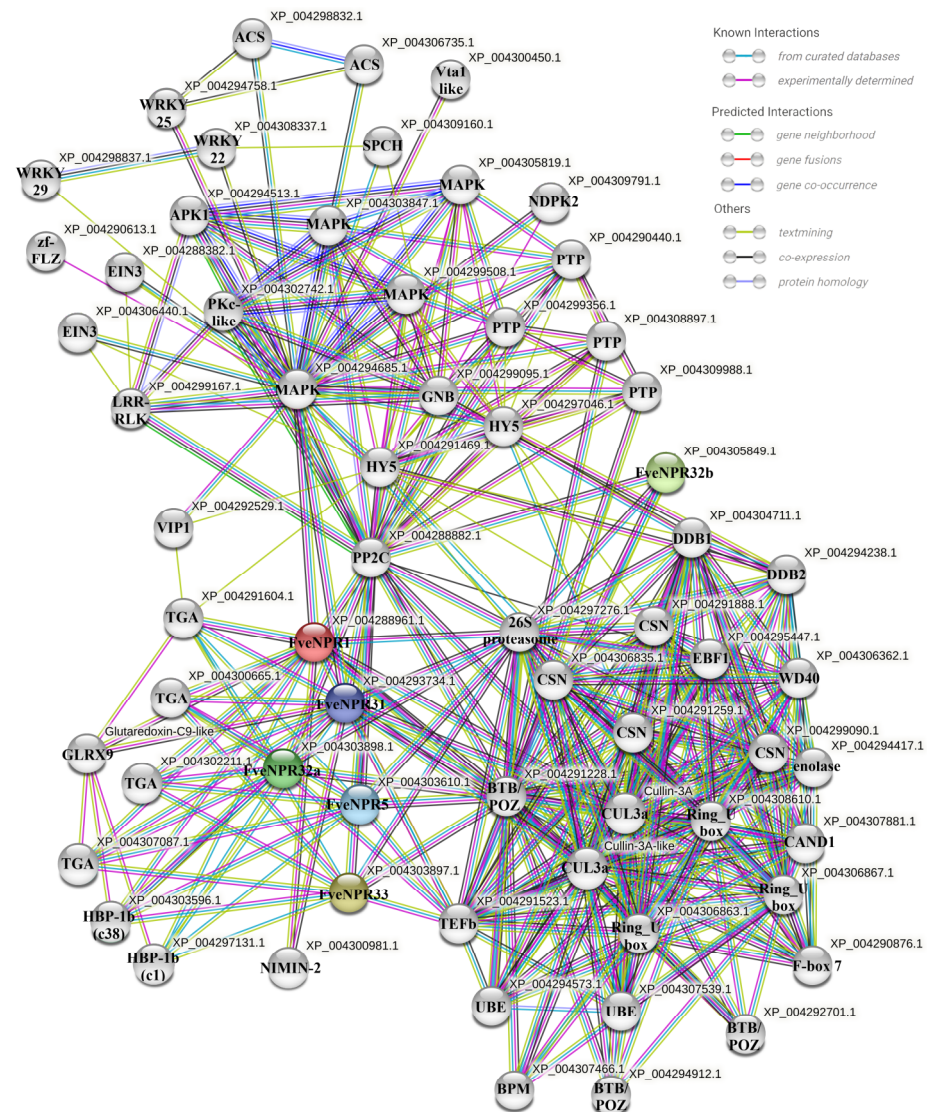 XP_004298832.1
ACS
XP_004306735.1
ACS
XP_004300450.1
Vta1
like
XP_004294758.1
WRKY
25
XP_004308337.1
WRKY
22
XP_004309160.1
SPCH
XP_004298837.1
WRKY
29
XP_004305819.1
MAPK
XP_004294513.1
APK1
XP_004303847.1
MAPK
XP_004309791.1
NDPK2
XP_004290613.1
zf-
FLZ
XP_004288382.1
EIN3
XP_004290440.1
PTP
XP_004302742.1
PKc-
like
XP_004299508.1
MAPK
XP_004306440.1
EIN3
XP_004299356.1
PTP
XP_004308897.1
PTP
XP_004299167.1
LRR-
RLK
XP_004294685.1
MAPK
XP_004299095.1
GNB
XP_004309988.1
PTP
XP_004297046.1
HY5
XP_004291469.1
HY5
XP_004305849.1
FveNPR32b
XP_004292529.1
VIP1
XP_004288882.1
PP2C
XP_004304711.1
DDB1
XP_004294238.1
DDB2
XP_004291604.1
TGA
XP_004288961.1
FveNPR1
XP_004297276.1
26S
proteasome
XP_004291888.1
CSN
XP_004295447.1
EBF1
XP_004306362.1
WD40
XP_004300665.1
TGA
XP_004293734.1
FveNPR31
XP_004306835.1
CSN
XP_004291259.1
CSN
XP_004299090.1
CSN
Glutaredoxin-C9-like
GLRX9
XP_004303898.1
FveNPR32a
XP_004294417.1
enolase
XP_004302211.1
TGA
XP_004303610.1
FveNPR5
XP_004291228.1
BTB/
POZ
Cullin-3A
CUL3a
XP_004308610.1
Ring_U
box
XP_004307881.1
CAND1
XP_004307087.1
TGA
XP_004303897.1
FveNPR33
Cullin-3A-like
CUL3a
XP_004306867.1
Ring_U
box
XP_004303596.1
HBP-1b
(c38)
XP_004291523.1
TEFb
XP_004306863.1
Ring_U
box
XP_004297131.1
HBP-1b
(c1)
XP_004300981.1
NIMIN-2
XP_004290876.1
F-box 7
XP_004294573.1
UBE
XP_004307539.1
UBE
XP_004292701.1
BTB/
POZ
XP_004307466.1
BPM
XP_004294912.1
BTB/
POZ
Known Interactions
from curated databases
experimentally determined
Predicted Interactions
gene neighborhood
gene fusions
gene co-occurrence
Others
textmining
co-expression
protein homology